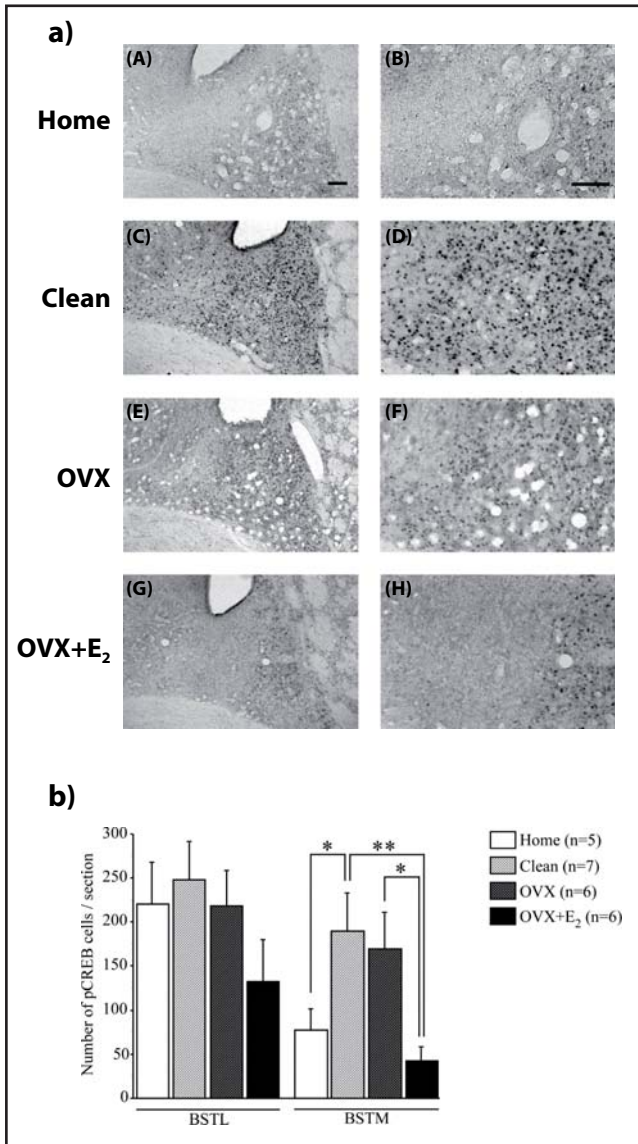 a)
(A) (B)
Home
(C) (D)
Clean
(E) (F)
OVX
(G) (H)
OVX+E₂
b)
Number of pCREB cells / section
300
250
200
150
100
50
0
* ** *
BSTL BSTM
Home (n=5)
Clean (n=7)
OVX (n=6)
OVX+E₂ (n=6)